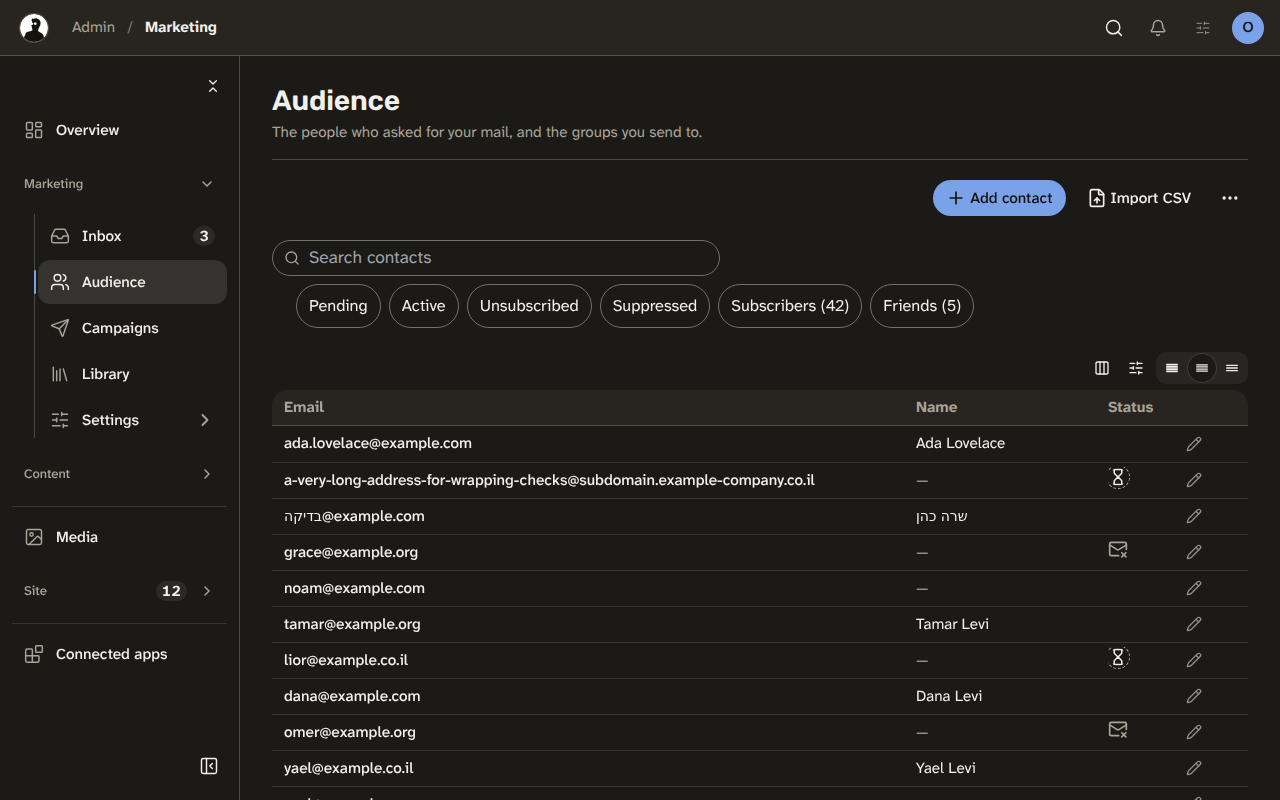 Admin / Marketing
O
Overview
Marketing
Inbox 3
Audience
Campaigns
Library
Settings
Content
Media
Site 12
Connected apps
Audience
The people who asked for your mail, and the groups you send to.
Add contact
Import CSV
Search contacts
Pending
Active
Unsubscribed
Suppressed
Subscribers (42)
Friends (5)
Email Name Status
ada.lovelace@example.com Ada Lovelace
a-very-long-address-for-wrapping-checks@subdomain.example-company.co.il —
בדיקה@example.com שרה כהן
grace@example.org —
noam@example.com —
tamar@example.org Tamar Levi
lior@example.co.il —
dana@example.com Dana Levi
omer@example.org —
yael@example.co.il Yael Levi